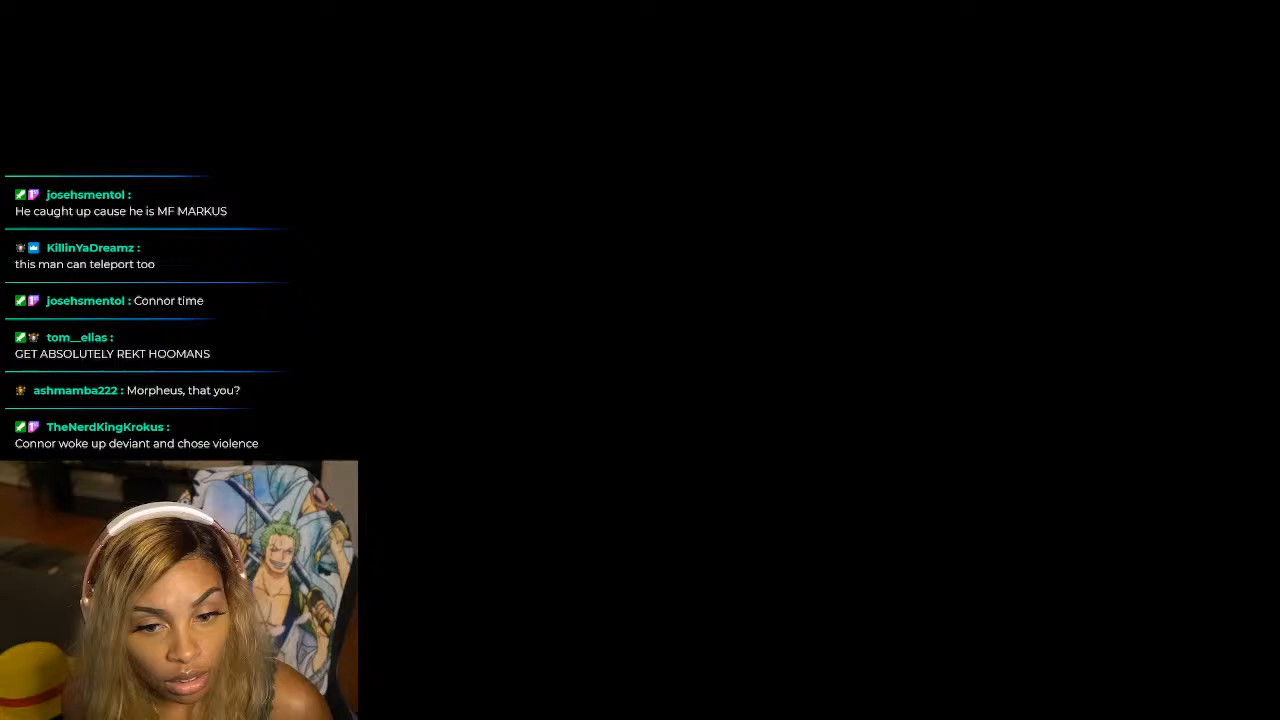 josehsmentol :
He caught up cause he is MF MARKUS
KillinYaDreamz :
this man can teleport too
josehsmentol : Connor time
tom__elias :
GET ABSOLUTELY REKT HOOMANS
ashmamba222 : Morpheus, that you?
TheNerdKingKrokus :
Connor woke up deviant and chose violence